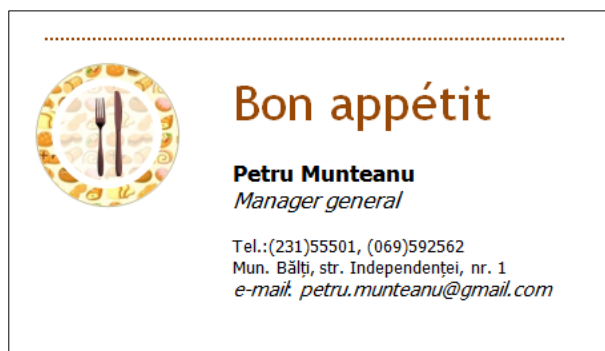 Bon appétit
Petru Munteanu
Manager general
Tel.:(231)55501, (069)592562
Mun. Bălți, str. Independenței, nr. 1
e-mail: petru.munteanu@gmail.com